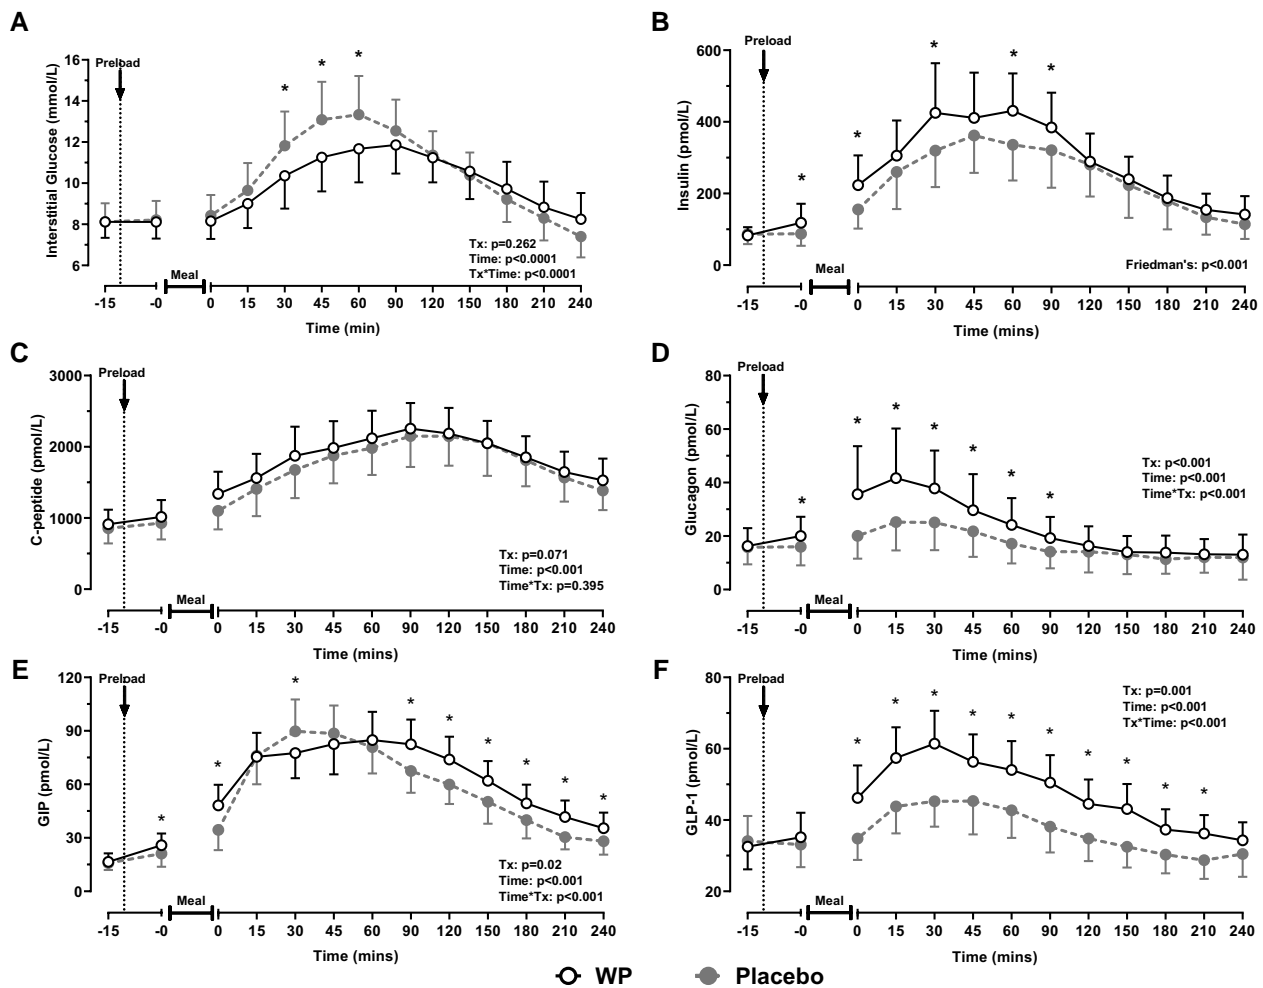 A
Preload
16
14
12
10
8
6
Interstitial Glucose (mmol/L)
* * *
Tx: p=0.262
Time: p<0.0001
Tx*Time: p<0.0001
Meal
-15 -0 0 15 30 45 60 90 120 150 180 210 240
Time (min)
B
Preload
600
400
200
0
Insulin (pmol/L)
* * * * *
Friedman's: p<0.001
Meal
-15 -0 0 15 30 45 60 90 120 150 180 210 240
Time (mins)
C
Preload
3000
2000
1000
0
C-peptide (pmol/L)
Tx: p=0.071
Time: p<0.001
Time*Tx: p=0.395
Meal
-15 -0 0 15 30 45 60 90 120 150 180 210 240
Time (mins)
D
Preload
80
60
40
20
0
Glucagon (pmol/L)
* * * * * * *
Tx: p<0.001
Time: p<0.001
Time*Tx: p<0.001
Meal
-15 -0 0 15 30 45 60 90 120 150 180 210 240
Time (mins)
E
Preload
120
90
60
30
0
GIP (pmol/L)
* * * * * * * * *
Tx: p=0.02
Time: p<0.001
Time*Tx: p<0.001
Meal
-15 -0 0 15 30 45 60 90 120 150 180 210 240
Time (mins)
F
Preload
80
60
40
20
GLP-1 (pmol/L)
* * * * * * * * * *
Tx: p=0.001
Time: p<0.001
Tx*Time: p<0.001
Meal
-15 -0 0 15 30 45 60 90 120 150 180 210 240
Time (mins)
WP Placebo